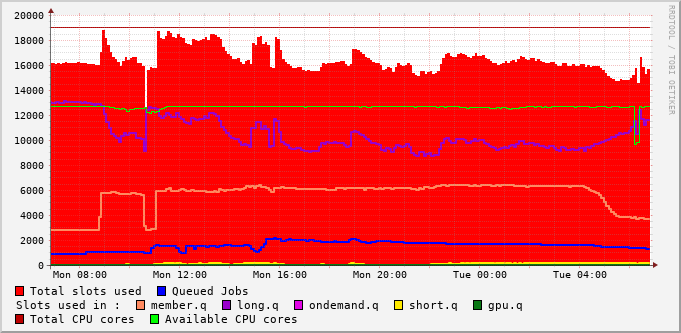 20000
18000
16000
14000
12000
10000
8000
6000
4000
2000
0
Mon 08:00 Mon 12:00 Mon 16:00 Mon 20:00 Tue 00:00 Tue 04:00
RRDTOOL / TOBI OETIKER
Total slots used Queued Jobs
Slots used in : member.q long.q ondemand.q short.q gpu.q
Total CPU cores Available CPU cores